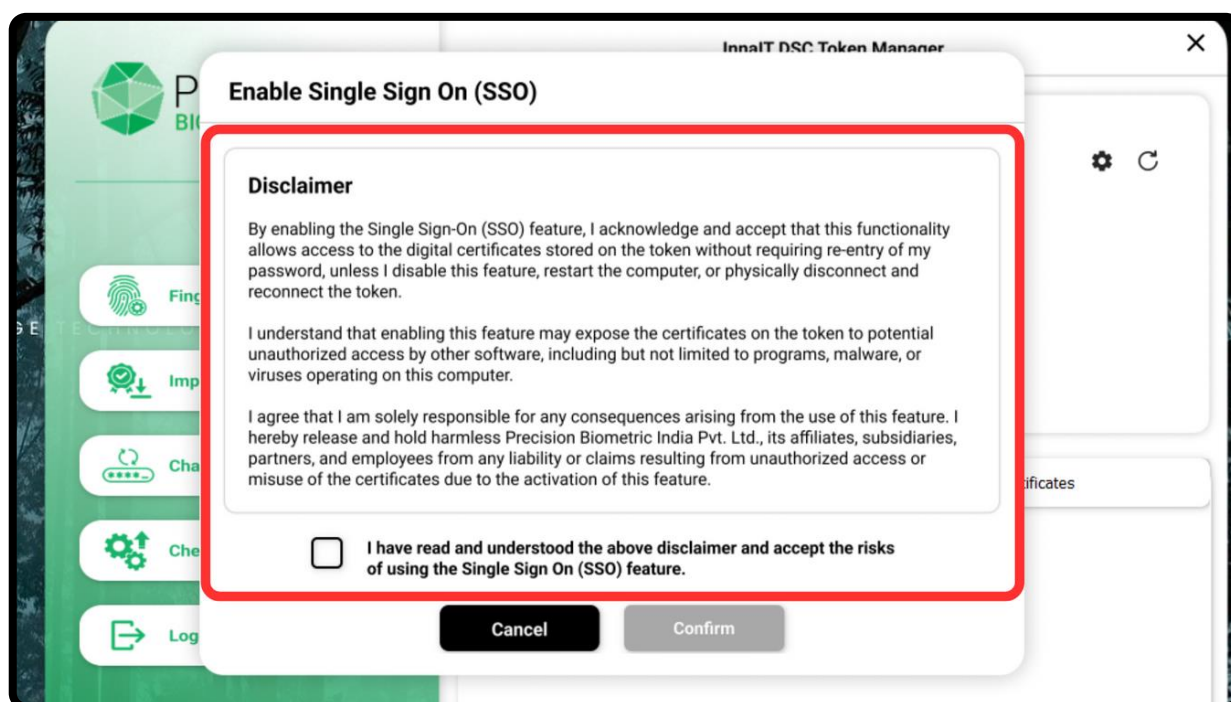 InnaIT DSC Token Manager
P
BIO
Enable Single Sign On (SSO)
Disclaimer
By enabling the Single Sign-On (SSO) feature, I acknowledge and accept that this functionality
allows access to the digital certificates stored on the token without requiring re-entry of my
password, unless I disable this feature, restart the computer, or physically disconnect and
reconnect the token.
I understand that enabling this feature may expose the certificates on the token to potential
unauthorized access by other software, including but not limited to programs, malware, or
viruses operating on this computer.
I agree that I am solely responsible for any consequences arising from the use of this feature. I
hereby release and hold harmless Precision Biometric India Pvt. Ltd., its affiliates, subsidiaries,
partners, and employees from any liability or claims resulting from unauthorized access or
misuse of the certificates due to the activation of this feature.
I have read and understood the above disclaimer and accept the risks
of using the Single Sign On (SSO) feature.
Cancel
Confirm
Fing
Imp
Cha
Che
Log
tificates